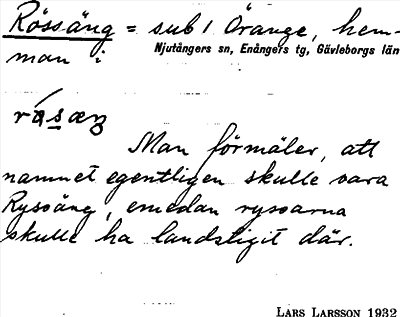 Rössäng = sub 1 Örange, hem-
man i Njutångers sn, Enångers tg, Gävleborgs län
Man förmäler, att
namnet egentligen skulle vara
Ryssäng, emedan ryssarna
skulle ha landstigit där.
LARS LARSSON 1932